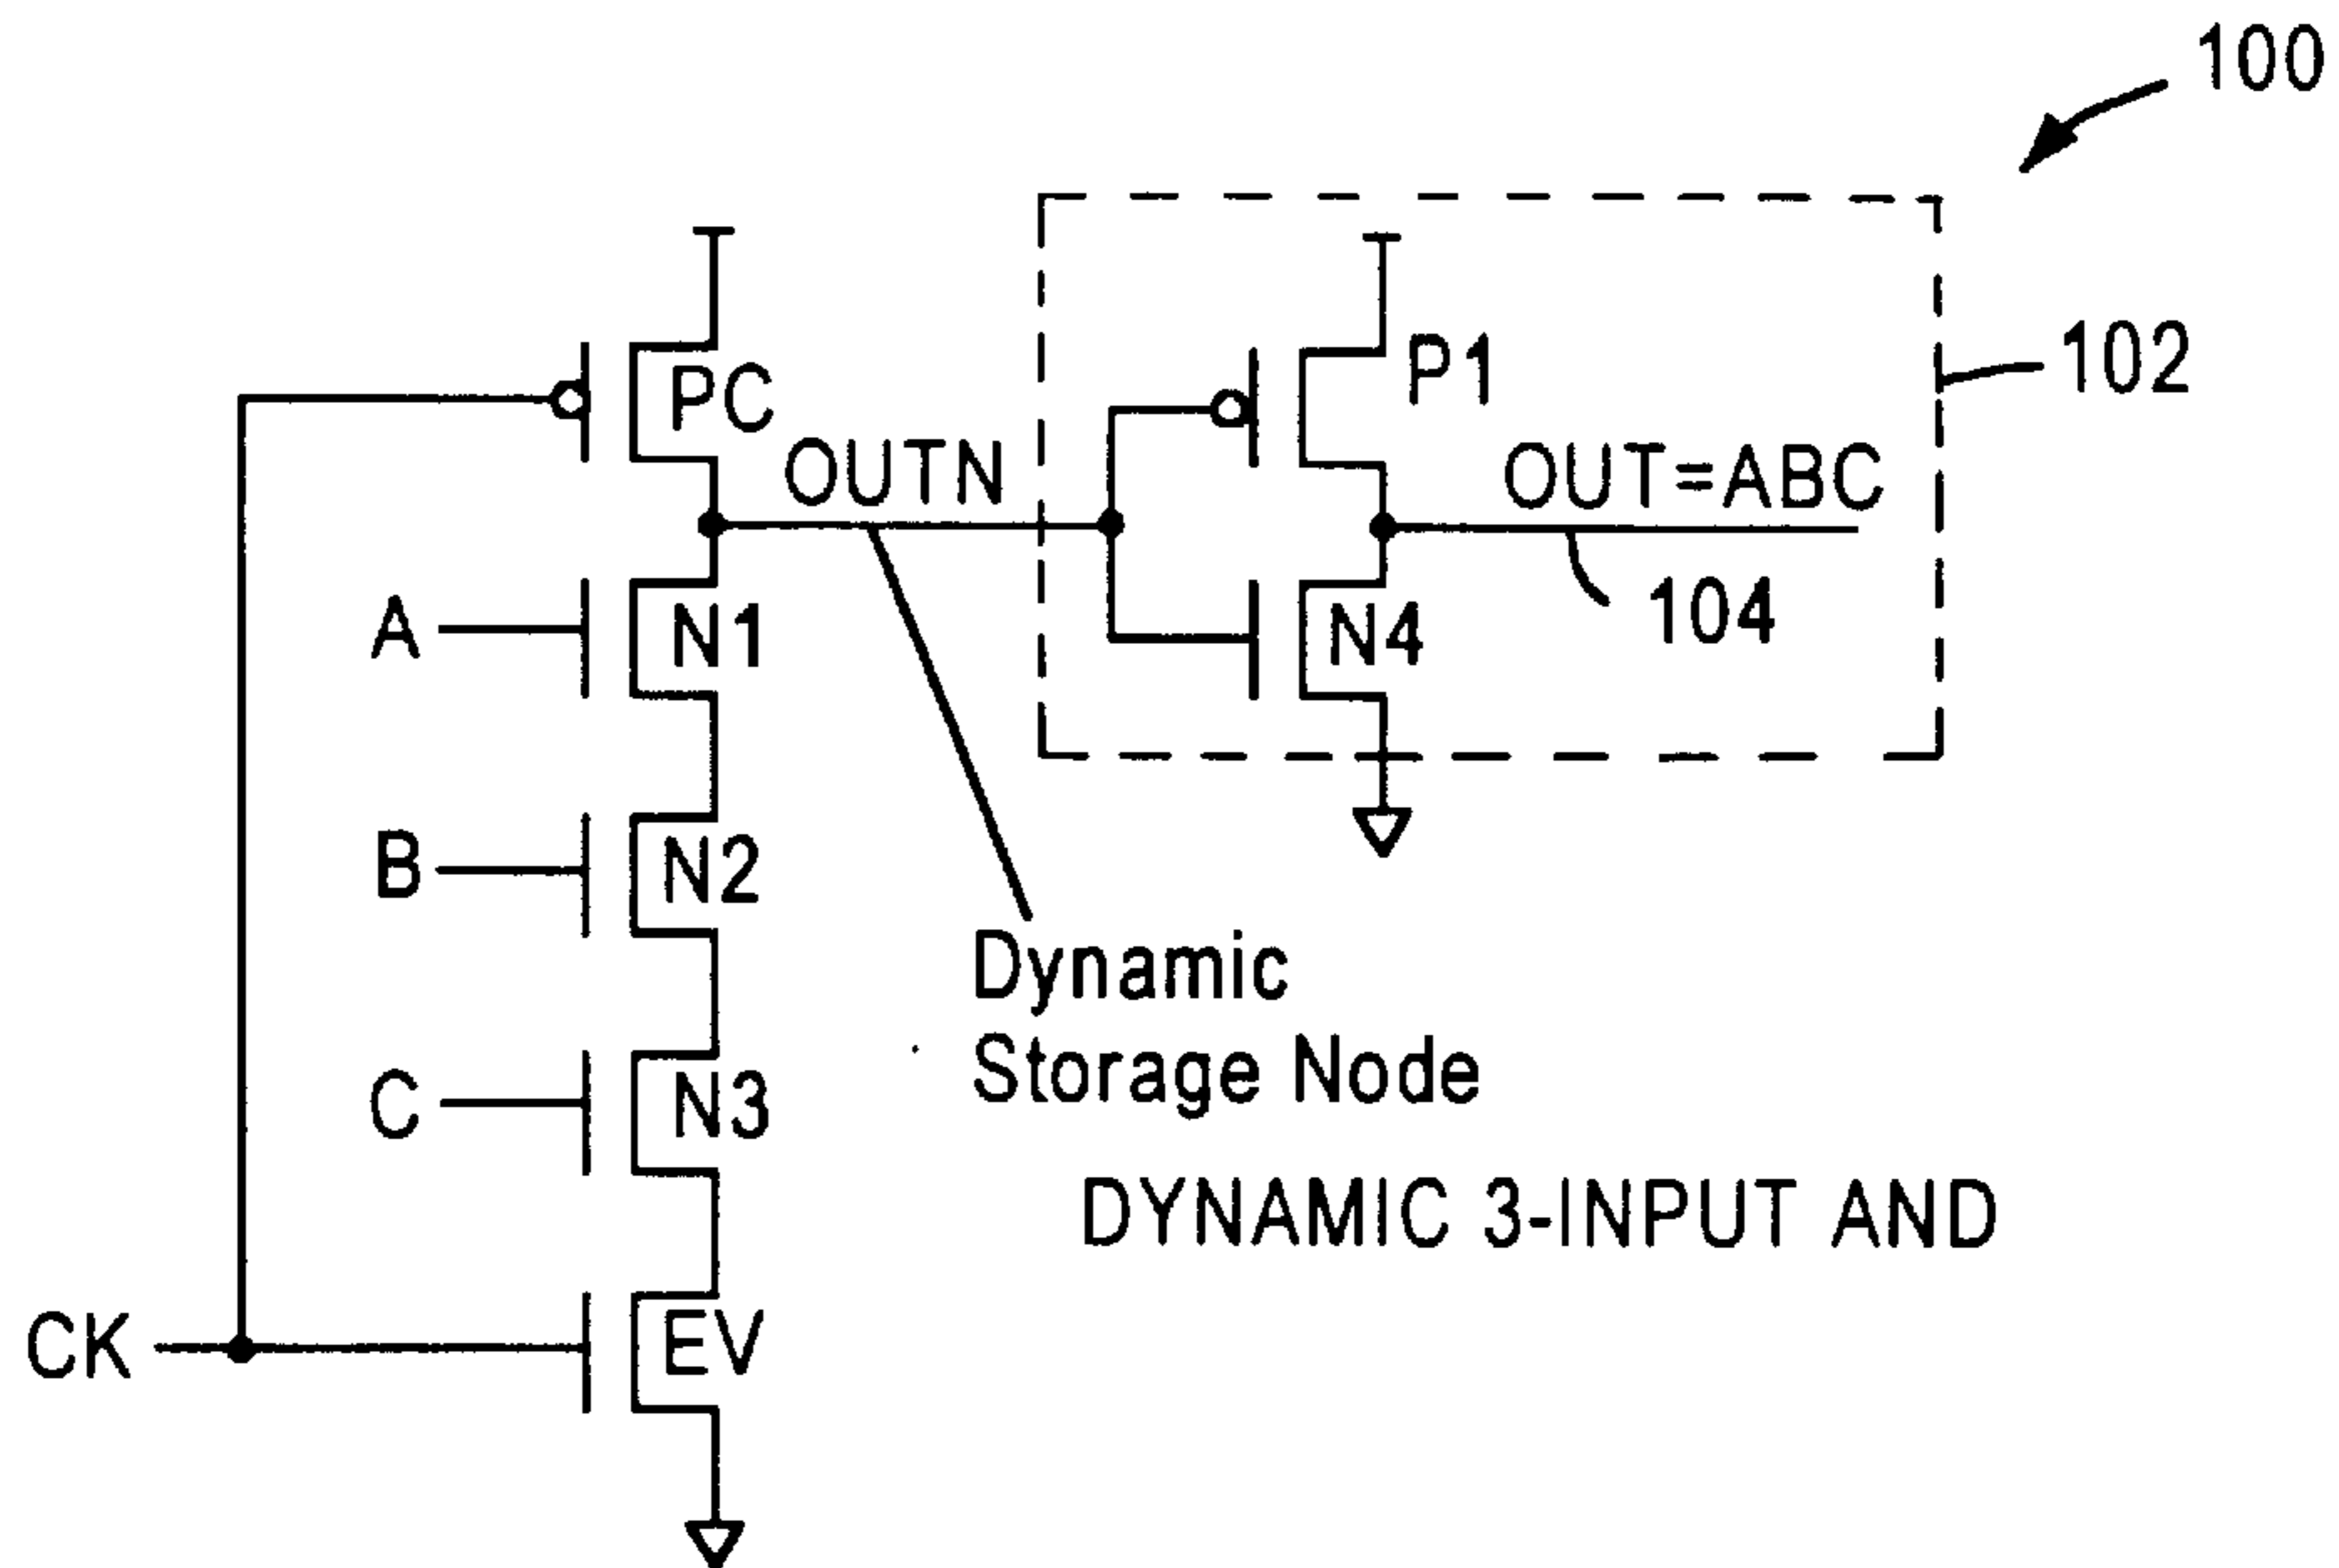 100
102
PC
P1
OUTN
OUT=ABC
A
N1
N4
104
B
N2
Dynamic
Storage Node
C
N3
DYNAMIC 3-INPUT AND
CK
EV